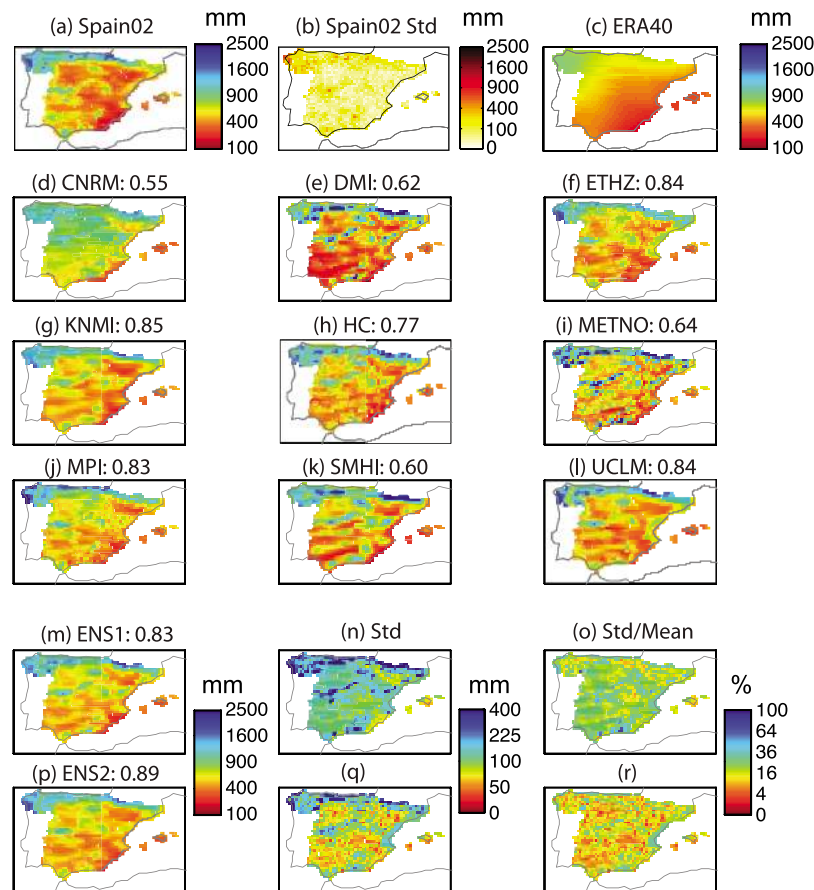 mm
(a) Spain02
2500
1600
900
400
100
mm
(b) Spain02 Std
2500
1600
900
400
100
0
mm
(c) ERA40
2500
1600
900
400
100
(d) CNRM: 0.55
(e) DMI: 0.62
(f) ETHZ: 0.84
(g) KNMI: 0.85
(h) HC: 0.77
(i) METNO: 0.64
(j) MPI: 0.83
(k) SMHI: 0.60
(l) UCLM: 0.84
(m) ENS1: 0.83
(n) Std
(o) Std/Mean
mm
2500
1600
900
400
100
mm
400
225
100
50
0
%
100
64
36
16
4
0
(p) ENS2: 0.89
(q)
(r)